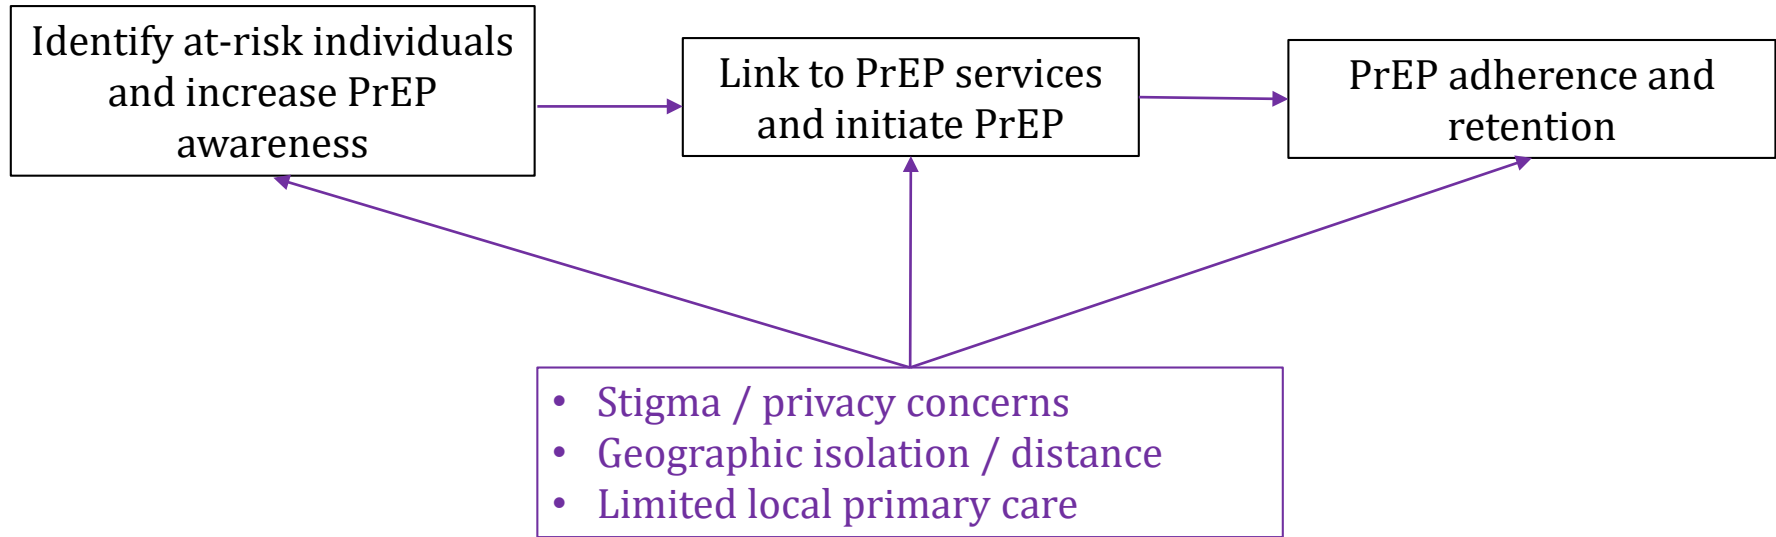 Identify at-risk individuals
and increase PrEP
awareness
Link to PrEP services
and initiate PrEP
PrEP adherence and
retention
• Stigma / privacy concerns
• Geographic isolation / distance
• Limited local primary care